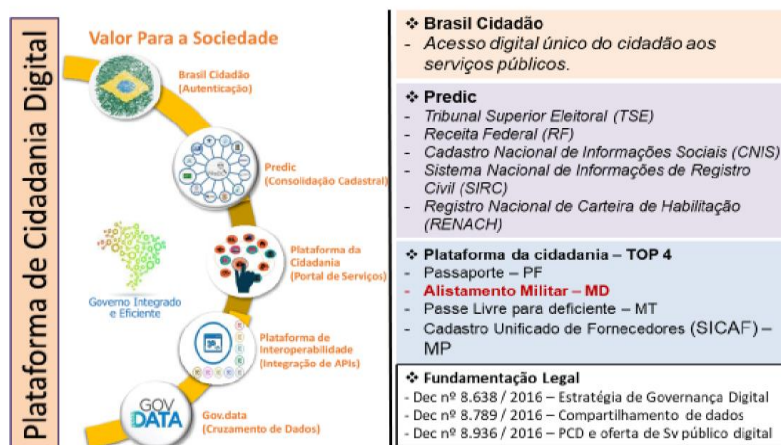 Plataforma de Cidadania Digital
Valor Para a Sociedade
Brasil Cidadão
(Autenticação)
Predic
(Consolidação Cadastral)
Plataforma da
Cidadania
(Portal de Serviços)
Governo Integrado
e Eficiente
Plataforma de
Interoperabilidade
(Integração de APIs)
GOV
DATA
Gov.data
(Cruzamento de Dados)
❖ Brasil Cidadão
- Acesso digital único do cidadão aos
serviços públicos.
❖ Predic
- Tribunal Superior Eleitoral (TSE)
- Receita Federal (RF)
- Cadastro Nacional de Informações Sociais (CNIS)
- Sistema Nacional de Informações de Registro
Civil (SIRC)
- Registro Nacional de Carteira de Habilitação
(RENACH)
❖ Plataforma da cidadania – TOP 4
- Passaporte – PF
- Alistamento Militar – MD
- Passe Livre para deficiente – MT
- Cadastro Unificado de Fornecedores (SICAF) –
MP
❖ Fundamentação Legal
- Dec nº 8.638 / 2016 – Estratégia de Governança Digital
- Dec nº 8.789 / 2016 – Compartilhamento de dados
- Dec nº 8.936 / 2016 – PCD e oferta de Sv público digital